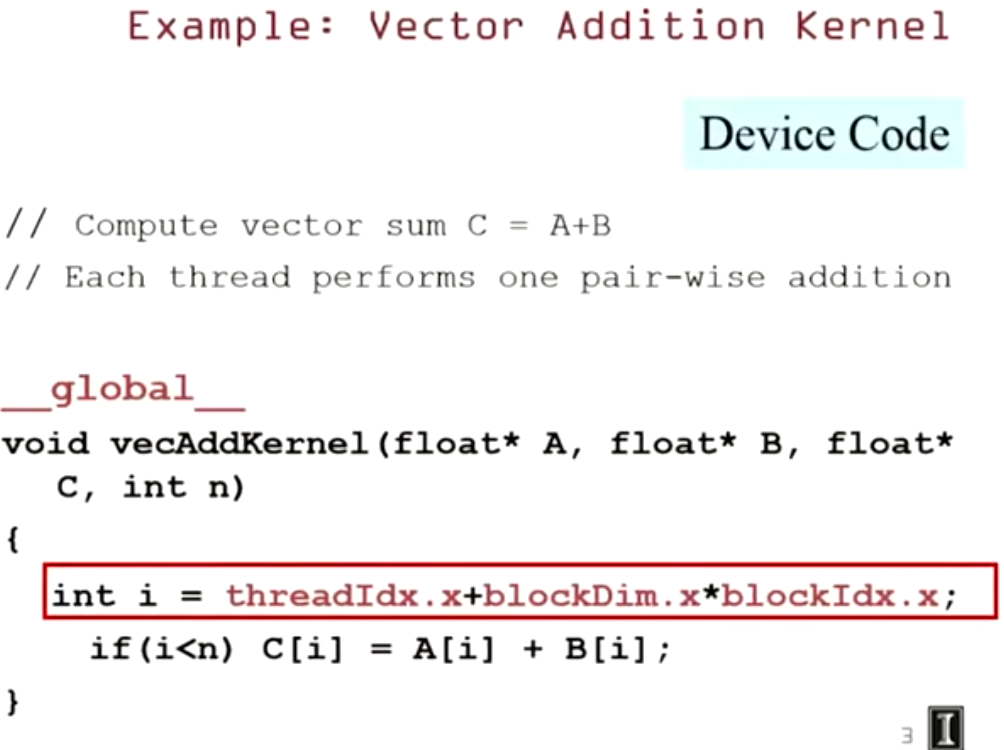 Example: Vector Addition Kernel
Device Code
// Compute vector sum C = A+B
// Each thread performs one pair-wise addition
__global__
void vecAddKernel(float* A, float* B, float*
C, int n)
{
int i = threadIdx.x+blockDim.x*blockIdx.x;
if(i<n) C[i] = A[i] + B[i];
}
3 I